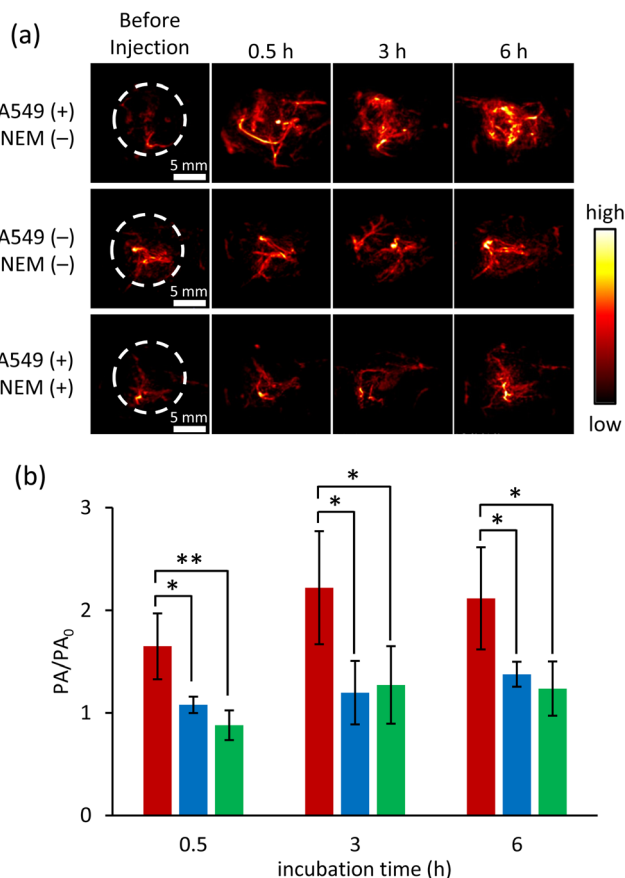 (a)
Before
Injection
0.5 h
3 h
6 h
A549 (+)
NEM (–)
5 mm
A549 (–)
NEM (–)
5 mm
A549 (+)
NEM (+)
5 mm
high
low
(b)
PA/PA₀
3
2
1
0
*
**
*
*
*
*
0.5
3
6
incubation time (h)